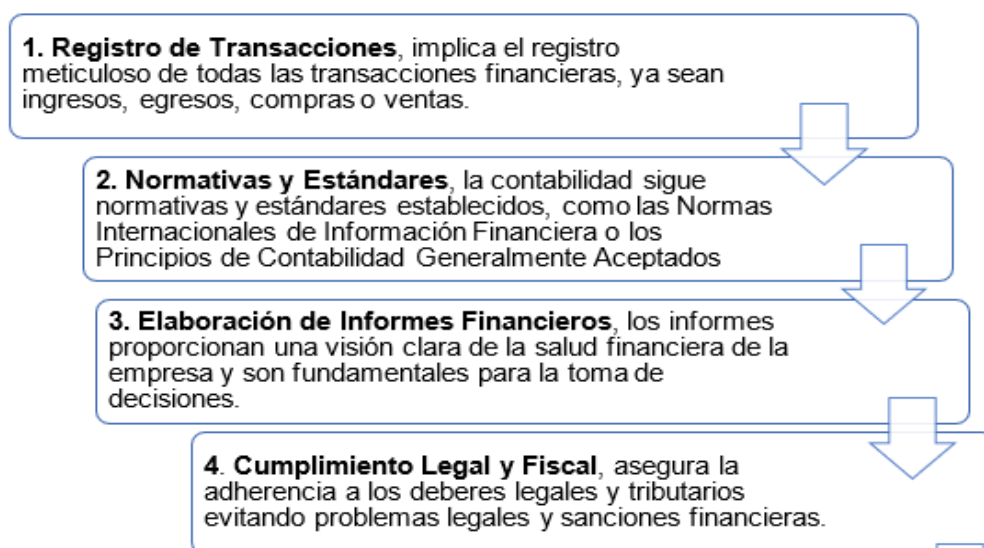 1. Registro de Transacciones, implica el registro
meticuloso de todas las transacciones financieras, ya sean
ingresos, egresos, compras o ventas.
2. Normativas y Estándares, la contabilidad sigue
normativas y estándares establecidos, como las Normas
Internacionales de Información Financiera o los
Principios de Contabilidad Generalmente Aceptados
3. Elaboración de Informes Financieros, los informes
proporcionan una visión clara de la salud financiera de la
empresa y son fundamentales para la toma de
decisiones.
4. Cumplimiento Legal y Fiscal, asegura la
adherencia a los deberes legales y tributarios
evitando problemas legales y sanciones financieras.